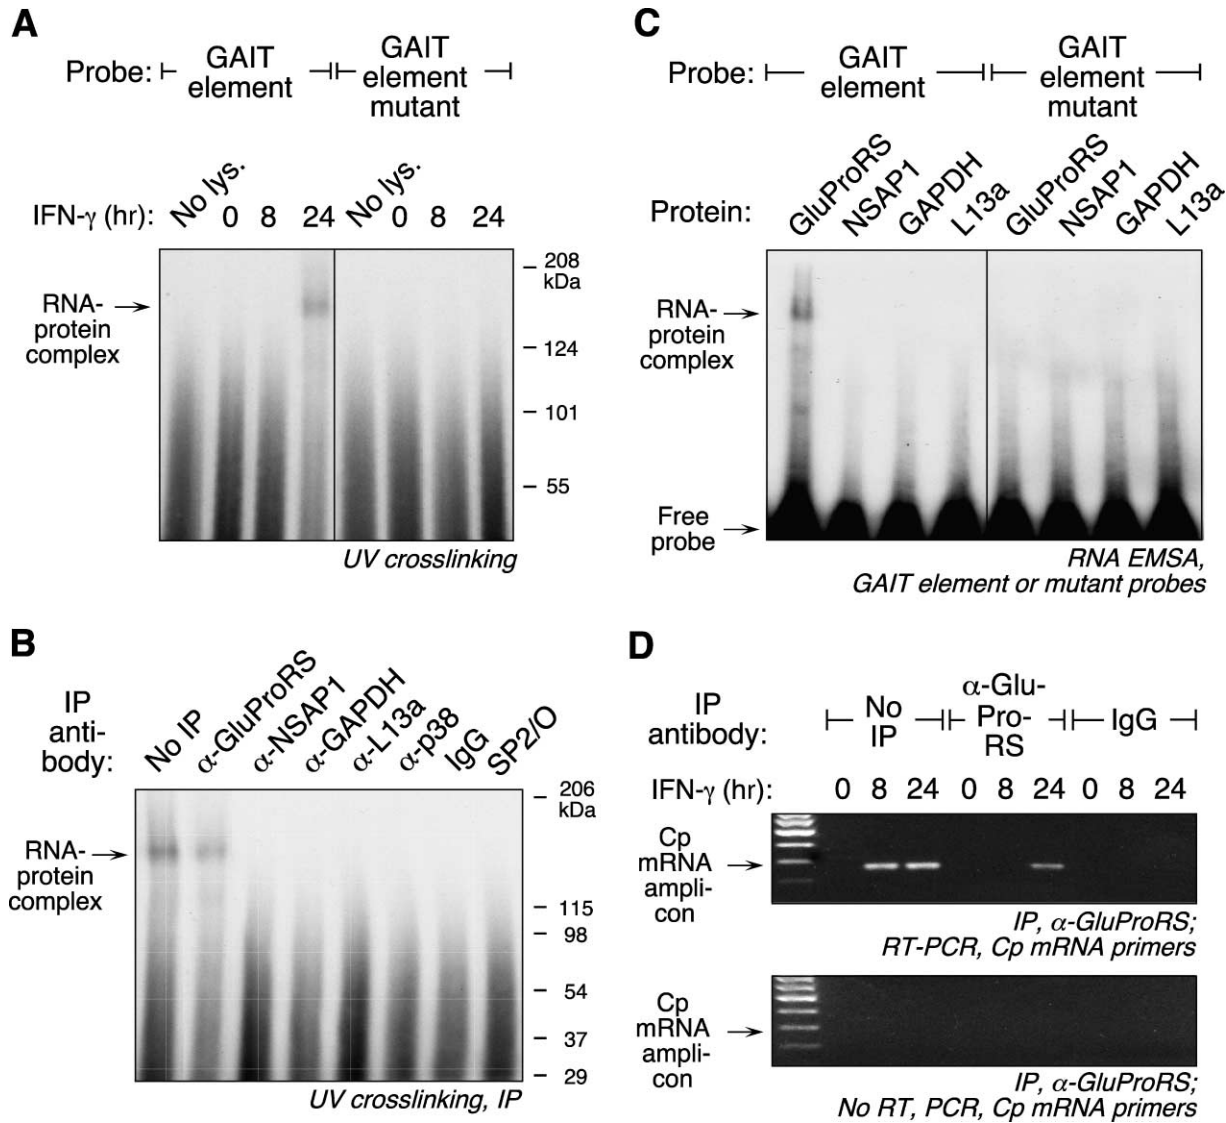 A
Probe: GAIT element GAIT element mutant
IFN-γ (hr): No lys. 0 8 24 No lys. 0 8 24
RNA-protein complex
208 kDa
124
101
55
UV crosslinking
B
IP anti-body: No IP α-GluProRS α-NSAP1 α-GAPDH α-L13a α-p38 IgG SP2/O
RNA-protein complex
206 kDa
115
98
54
37
29
UV crosslinking, IP
C
Probe: GAIT element GAIT element mutant
Protein: GluProRS NSAP1 GAPDH L13a GluProRS NSAP1 GAPDH L13a
RNA-protein complex
Free probe
RNA EMSA,
GAIT element or mutant probes
D
IP antibody: No IP α-Glu-Pro-RS IgG
IFN-γ (hr): 0 8 24 0 8 24 0 8 24
Cp mRNA ampli-con
IP, α-GluProRS;
RT-PCR, Cp mRNA primers
Cp mRNA ampli-con
IP, α-GluProRS;
No RT, PCR, Cp mRNA primers